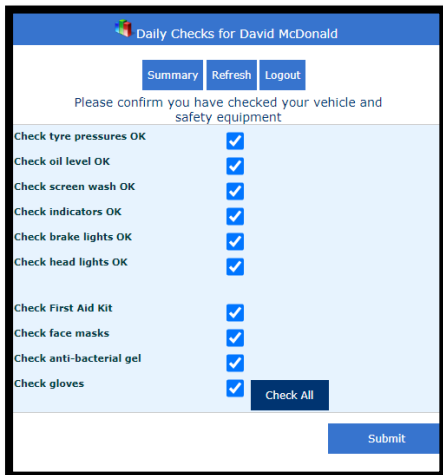 Daily Checks for David McDonald
Summary Refresh Logout
Please confirm you have checked your vehicle and
safety equipment
Check tyre pressures OK
Check oil level OK
Check screen wash OK
Check indicators OK
Check brake lights OK
Check head lights OK
Check First Aid Kit
Check face masks
Check anti-bacterial gel
Check gloves
Check All
Submit